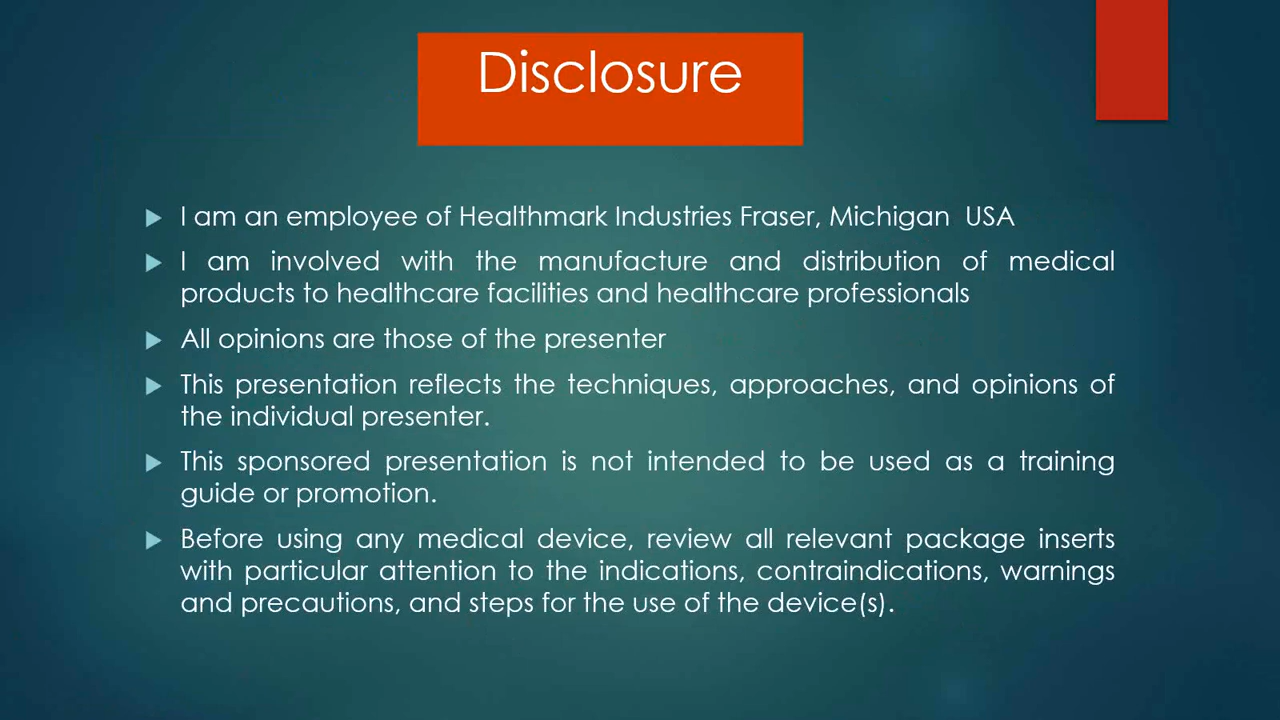 Disclosure
I am an employee of Healthmark Industries Fraser, Michigan USA
I am involved with the manufacture and distribution of medical
products to healthcare facilities and healthcare professionals
All opinions are those of the presenter
This presentation reflects the techniques, approaches, and opinions of
the individual presenter.
This sponsored presentation is not intended to be used as a training
guide or promotion.
Before using any medical device, review all relevant package inserts
with particular attention to the indications, contraindications, warnings
and precautions, and steps for the use of the device(s).